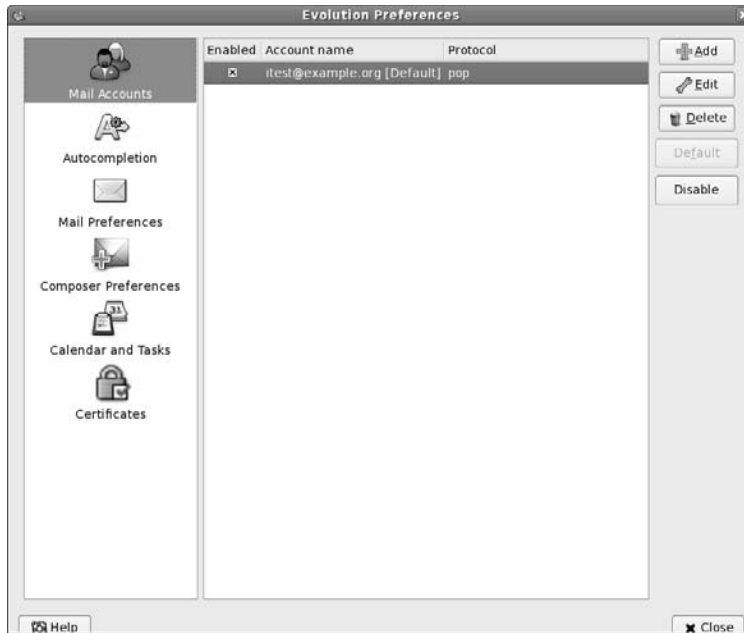 Evolution Preferences
Mail Accounts
Autocompletion
Mail Preferences
Composer Preferences
Calendar and Tasks
Certificates
Enabled Account name Protocol
itest@example.org [Default] pop
Add
Edit
Delete
Default
Disable
Help
Close